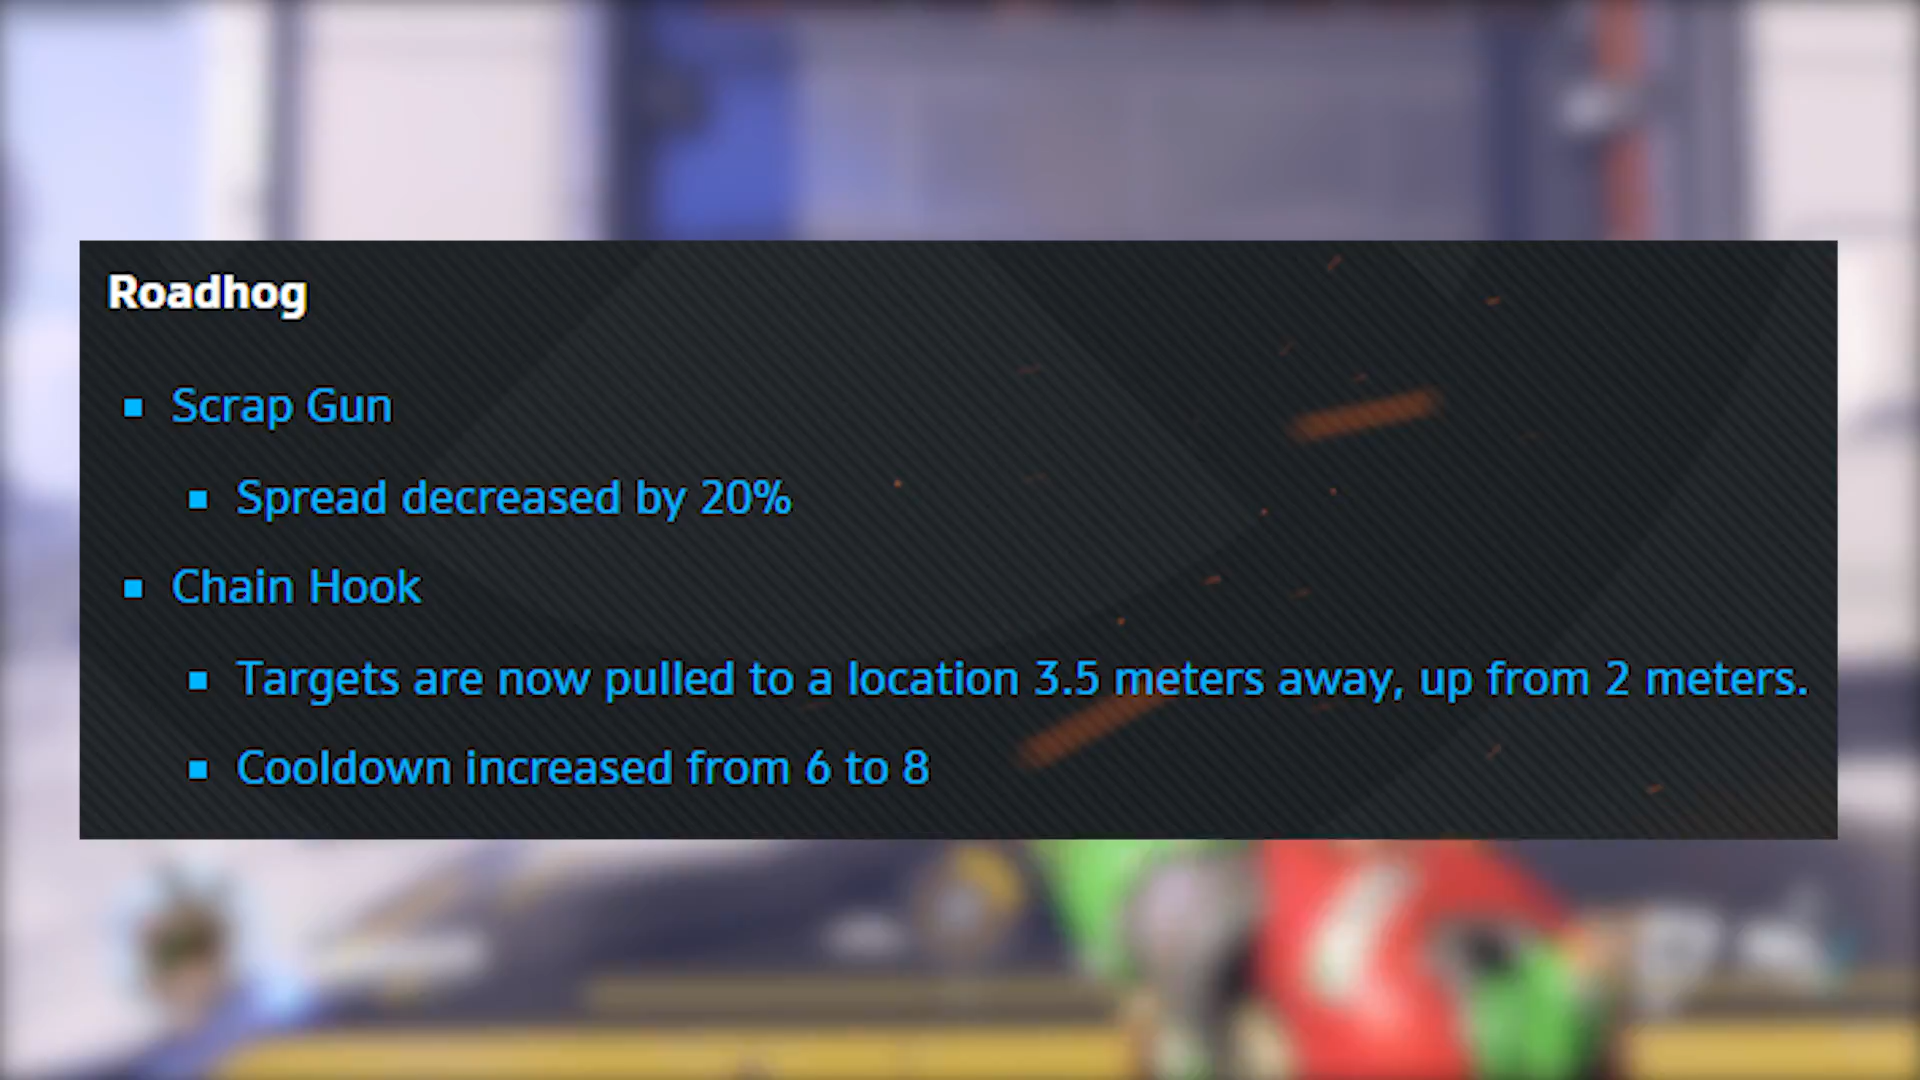 Roadhog
Scrap Gun
Spread decreased by 20%
Chain Hook
Targets are now pulled to a location 3.5 meters away, up from 2 meters.
Cooldown increased from 6 to 8